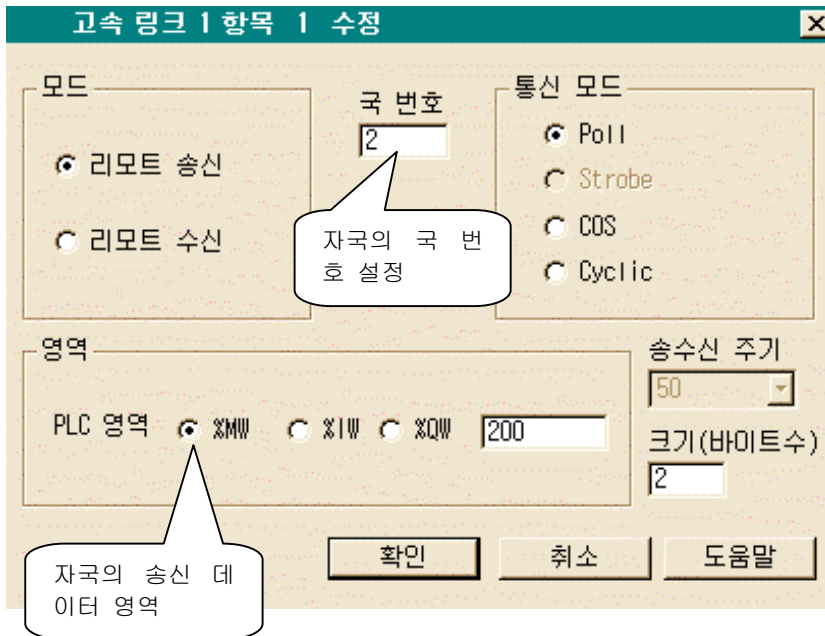 고속 링크 1 항목 1 수정
모드
리모트 송신
리모트 수신
국 번호
2
자국의 국 번
호 설정
통신 모드
Poll
Strobe
COS
Cyclic
영역
PLC 영역 %MW %IW %QW 200
자국의 송신 데
이터 영역
송수신 주기
50
크기(바이트수)
2
확인 취소 도움말